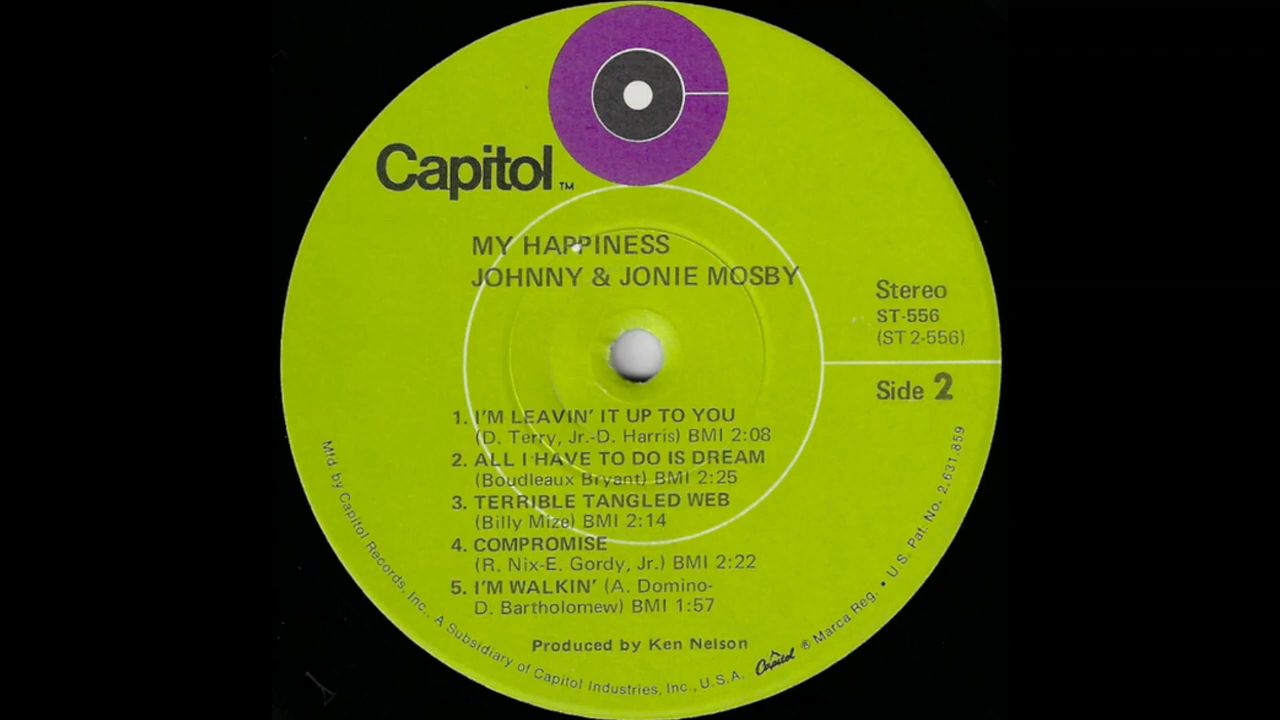 Capitol™
MY HAPPINESS
JOHNNY & JONIE MOSBY
Stereo
ST-556
(ST 2-556)
Side 2
1. I'M LEAVIN' IT UP TO YOU
(D. Terry, Jr.-D. Harris) BMI 2:08
2. ALL I HAVE TO DO IS DREAM
(Boudleaux Bryant) BMI 2:25
3. TERRIBLE TANGLED WEB
(Billy Mize) BMI 2:14
4. COMPROMISE
(R. Nix-E. Gordy, Jr.) BMI 2:22
5. I'M WALKIN' (A. Domino-
D. Bartholomew) BMI 1:57
Produced by Ken Nelson
Mfd. by Capitol Records, Inc., A Subsidiary of Capitol Industries, Inc., U.S.A. Capitol ® Marca Reg. • U.S. Pat. No. 2,631,859